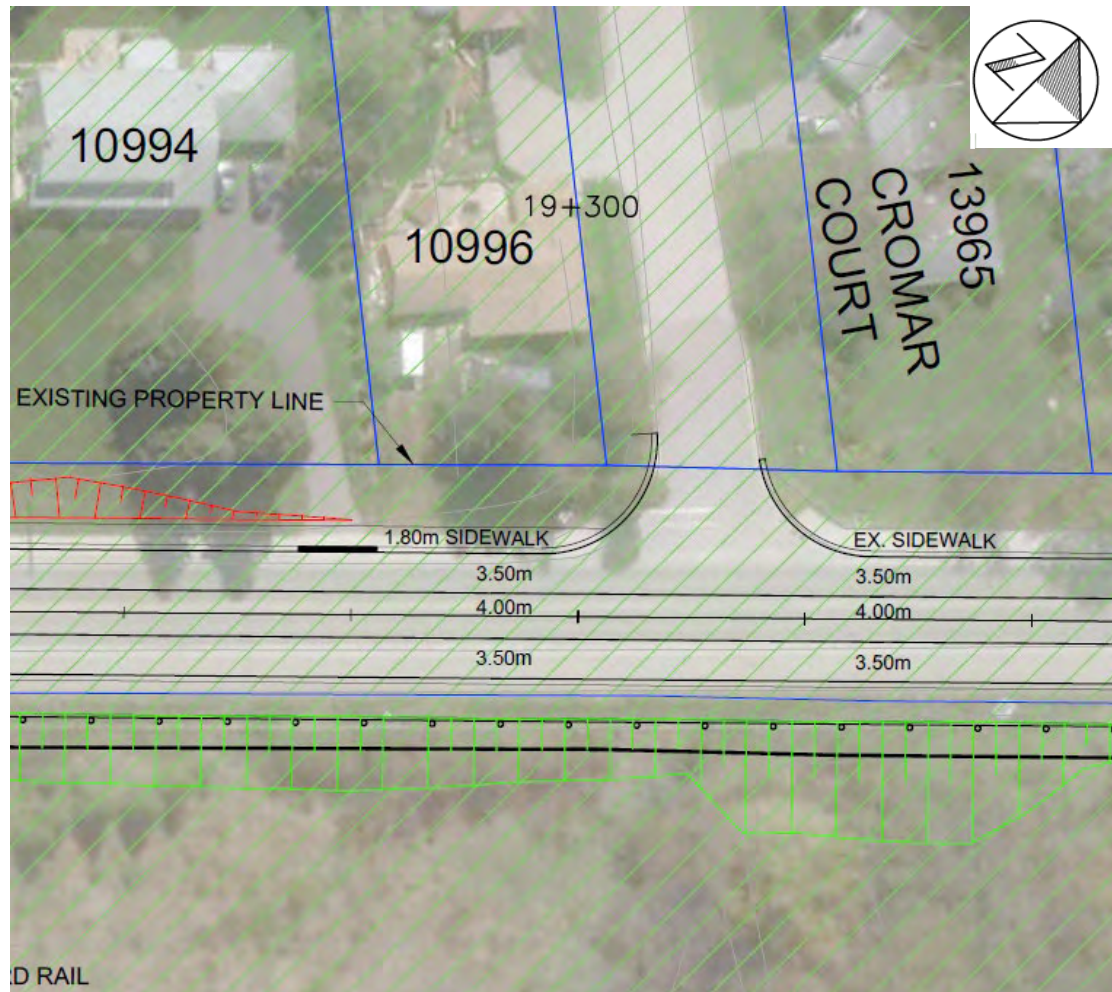 10994
10996
19+300
13965
CROMAR
COURT
EXISTING PROPERTY LINE
1.80m SIDEWALK
EX. SIDEWALK
3.50m
3.50m
4.00m
4.00m
3.50m
3.50m
RD RAIL